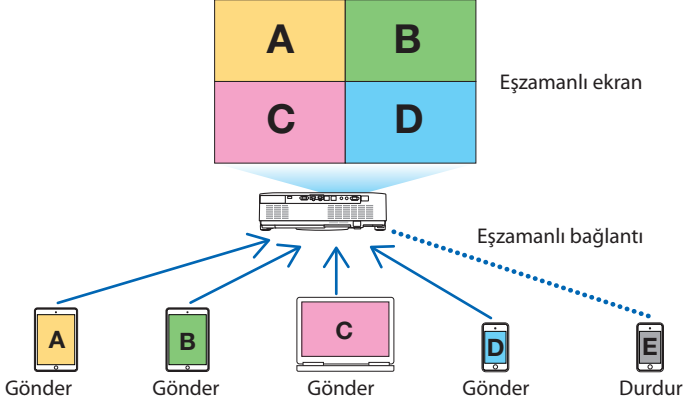 A B
Eşzamanlı ekran
C D
Eşzamanlı bağlantı
A B C D E
Gönder Gönder Gönder Gönder Durdur